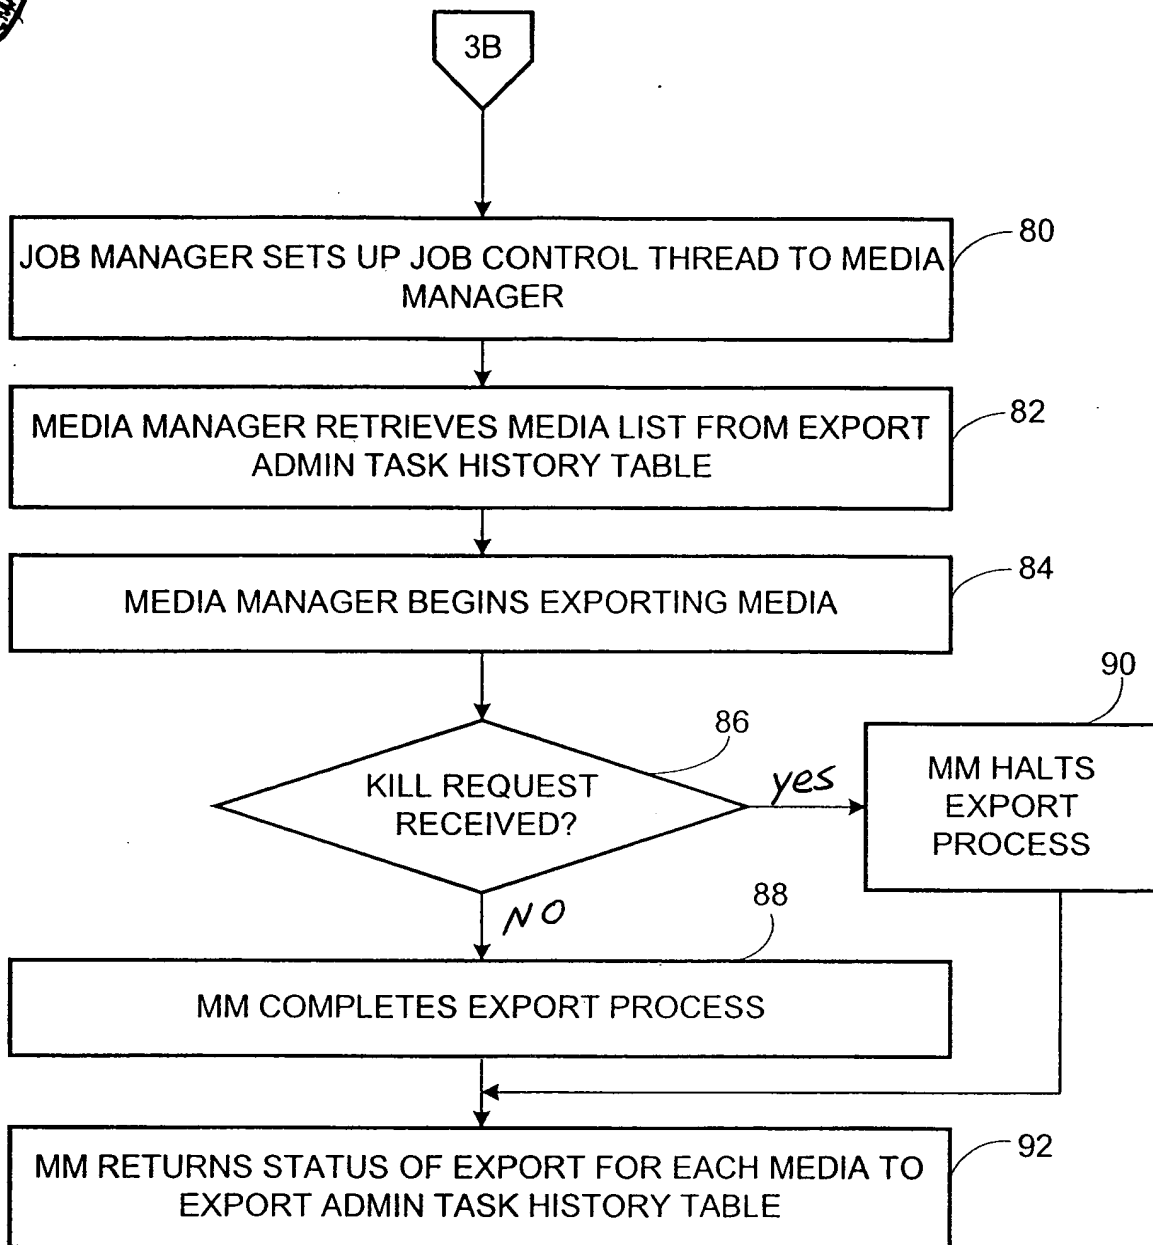 3B
JOB MANAGER SETS UP JOB CONTROL THREAD TO MEDIA
MANAGER
80
MEDIA MANAGER RETRIEVES MEDIA LIST FROM EXPORT
ADMIN TASK HISTORY TABLE
82
MEDIA MANAGER BEGINS EXPORTING MEDIA
84
KILL REQUEST
RECEIVED?
86
yes
MM HALTS
EXPORT
PROCESS
90
NO
MM COMPLETES EXPORT PROCESS
88
MM RETURNS STATUS OF EXPORT FOR EACH MEDIA TO
EXPORT ADMIN TASK HISTORY TABLE
92